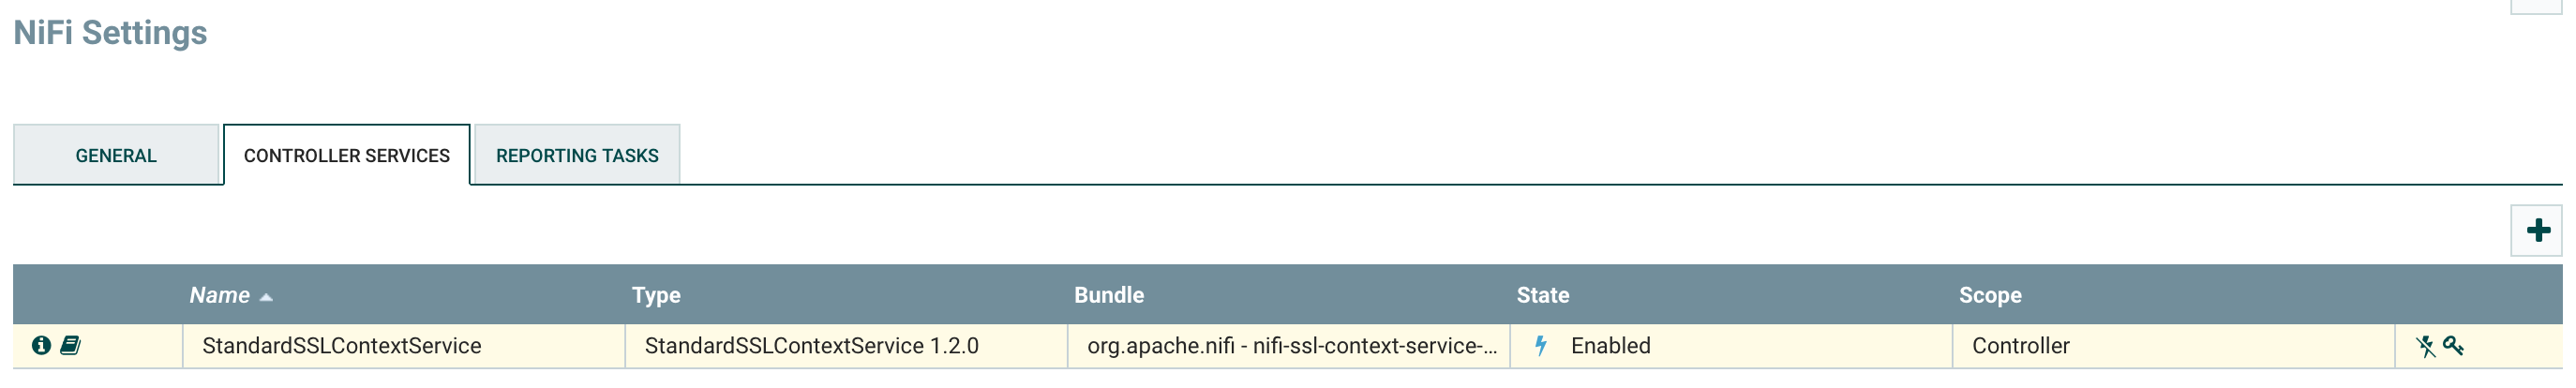 NiFi Settings
GENERAL CONTROLLER SERVICES REPORTING TASKS
Name Type Bundle State Scope
StandardSSLContextService StandardSSLContextService 1.2.0 org.apache.nifi - nifi-ssl-context-service-... Enabled Controller